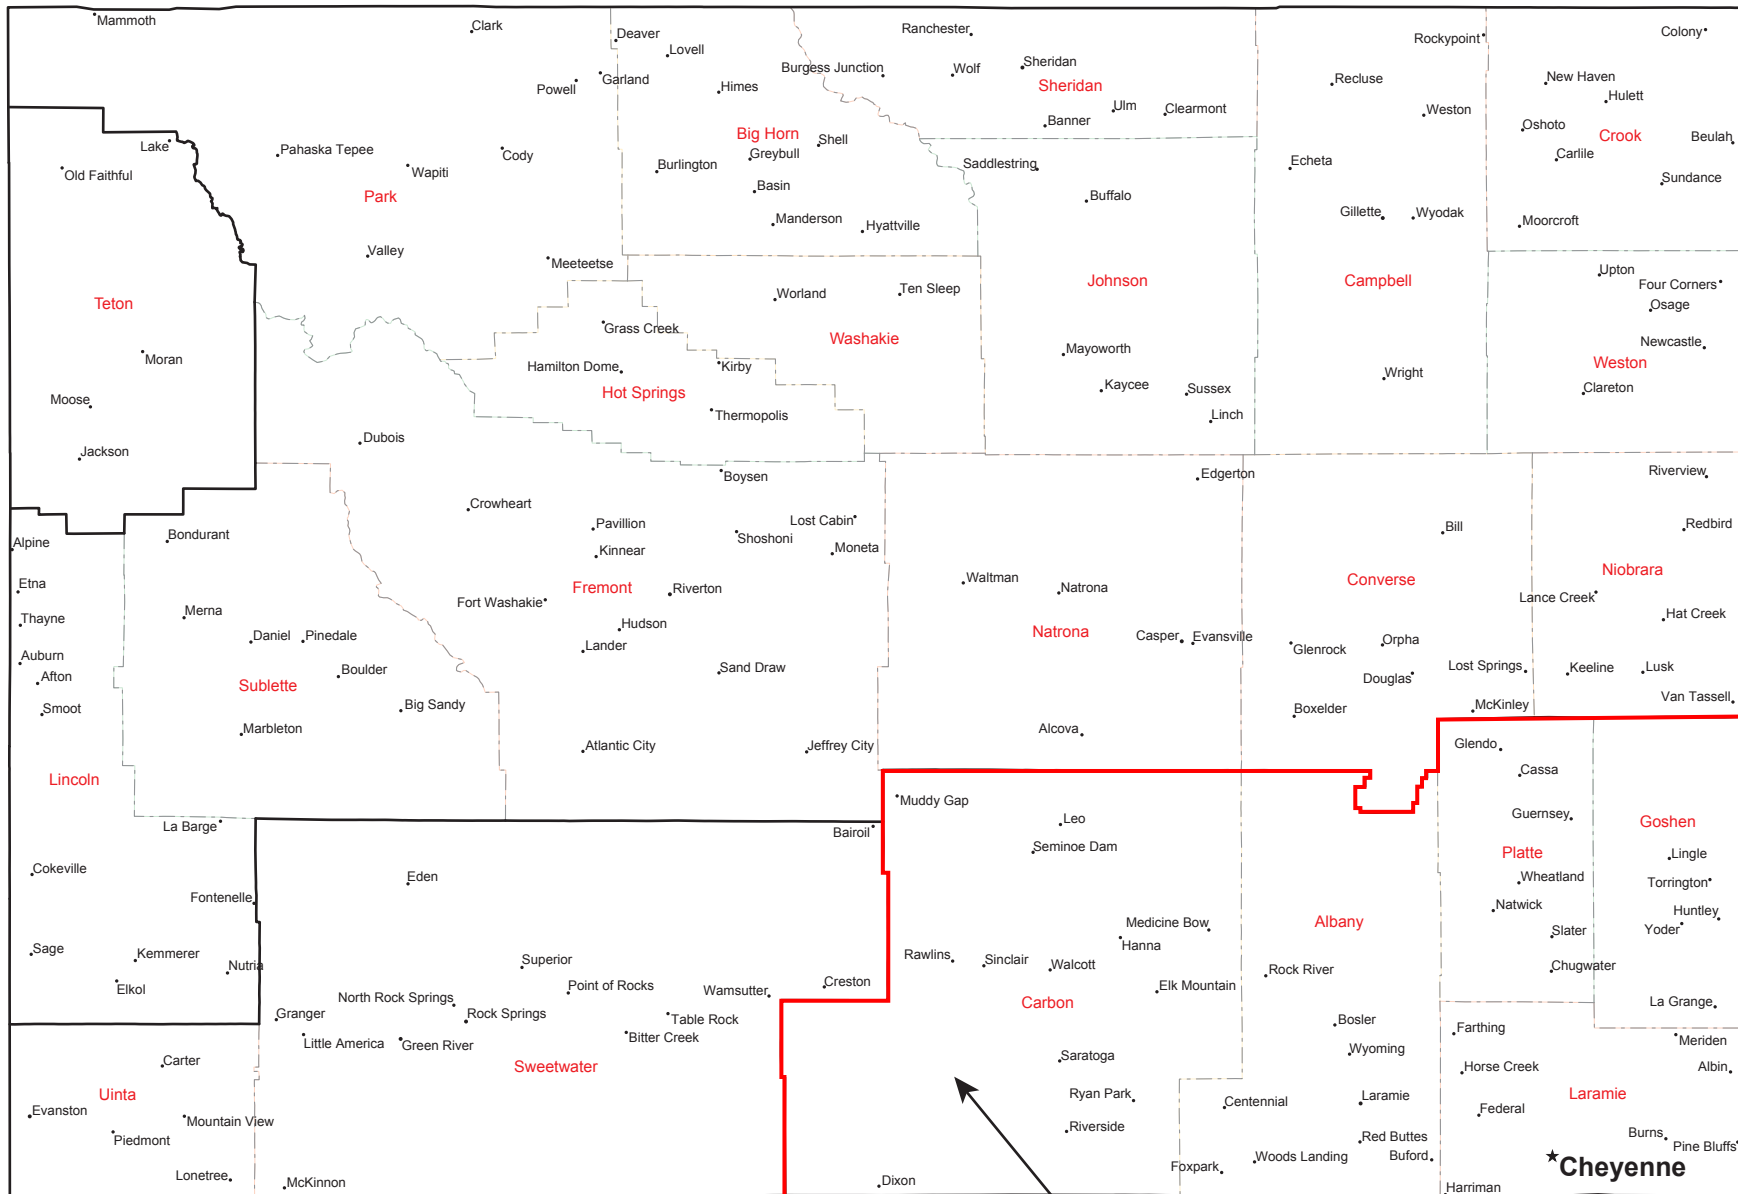 Mammoth
Clark
Deaver
Lovell
Garland
Powell
Himes
Ranchester
Burgess Junction
Wolf
Sheridan
Sheridan
Ulm
Clearmont
Banner
Rockypoint
Colony
Recluse
Weston
New Haven
Hulett
Oshoto
Crook
Beulah
Carlile
Sundance
Moorcroft
Lake
Old Faithful
Pahaska Tepee
Wapiti
Cody
Park
Valley
Meeteetse
Big Horn
Shell
Greybull
Burlington
Basin
Manderson
Hyattville
Saddlestring
Buffalo
Echeta
Gillette
Wyodak
Teton
Moran
Moose
Jackson
Worland
Ten Sleep
Washakie
Johnson
Campbell
Upton
Four Corners
Osage
Newcastle
Weston
Clareton
Grass Creek
Hamilton Dome
Kirby
Hot Springs
Thermopolis
Mayoworth
Kaycee
Sussex
Linch
Wright
Dubois
Boysen
Edgerton
Riverview
Crowheart
Pavillion
Kinnear
Lost Cabin
Shoshoni
Moneta
Bill
Redbird
Alpine
Bondurant
Etna
Thayne
Merna
Auburn
Afton
Smoot
Daniel
Pinedale
Boulder
Sublette
Big Sandy
Marbleton
Fremont
Fort Washakie
Riverton
Hudson
Lander
Sand Draw
Atlantic City
Jeffrey City
Waltman
Natrona
Natrona
Casper
Evansville
Alcova
Converse
Glenrock
Orpha
Douglas
Lost Springs
Boxelder
McKinley
Niobrara
Lance Creek
Hat Creek
Keeline
Lusk
Van Tassell
Lincoln
La Barge
Cokeville
Fontenelle
Sage
Kemmerer
Nutria
Elkol
Bairoil
Eden
Superior
Point of Rocks
North Rock Springs
Rock Springs
Granger
Little America
Green River
Wamsutter
Creston
Table Rock
Bitter Creek
Sweetwater
Muddy Gap
Leo
Seminoe Dam
Medicine Bow
Hanna
Rawlins
Sinclair
Walcott
Elk Mountain
Carbon
Saratoga
Ryan Park
Riverside
Dixon
Glendo
Cassa
Guernsey
Platte
Wheatland
Natwick
Slater
Chugwater
Goshen
Lingle
Torrington
Huntley
Yoder
La Grange
Albany
Rock River
Bosler
Wyoming
Laramie
Centennial
Red Buttes
Buford
Woods Landing
Foxpark
Farthing
Horse Creek
Federal
Meriden
Albin
Laramie
Burns
Pine Bluffs
Cheyenne
Harriman
Carter
Uinta
Evanston
Mountain View
Piedmont
Lonetree
McKinnon